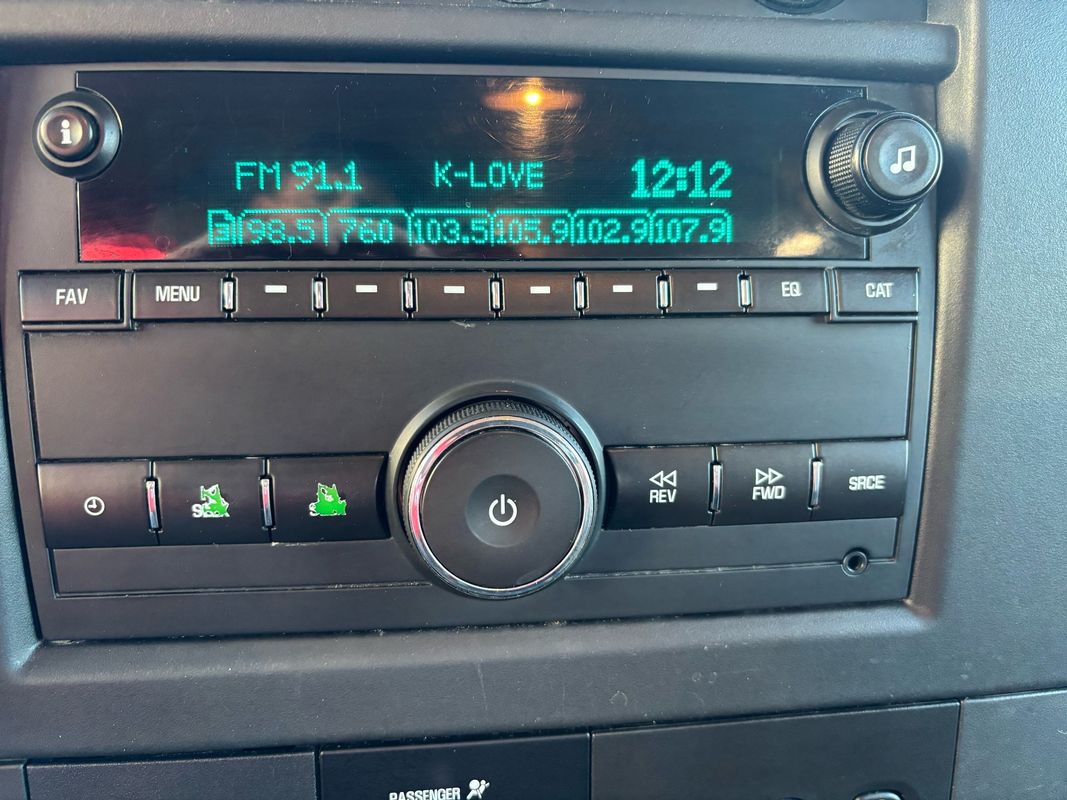 i
FM 91.1 K-LOVE 12:12
98.5 760 103.5 105.9 102.9 107.9
FAV MENU EQ CAT
REV FWD SRCE
PASSENGER